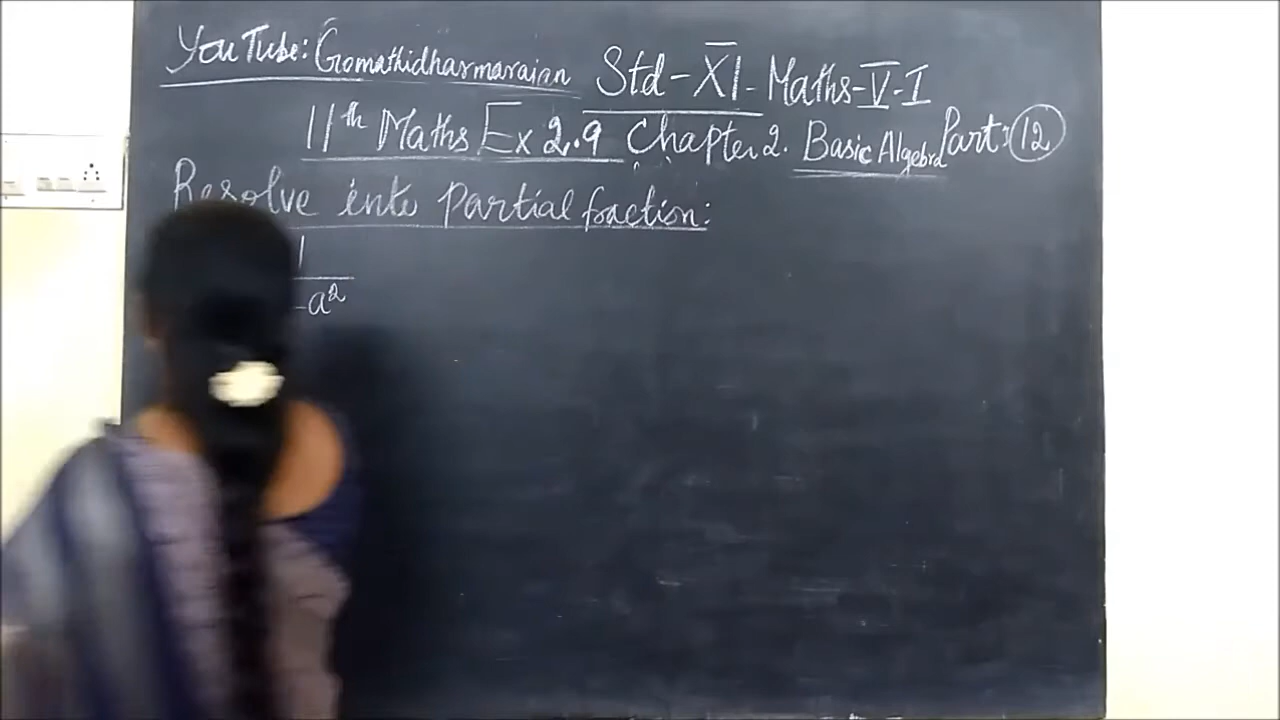 YouTube: Gomathidharmarajan Std-XI-Maths-V-I
11th Maths Ex 2.9 Chapter 2. Basic Algebra Part: 12
Resolve into partial fraction:
1
-a²